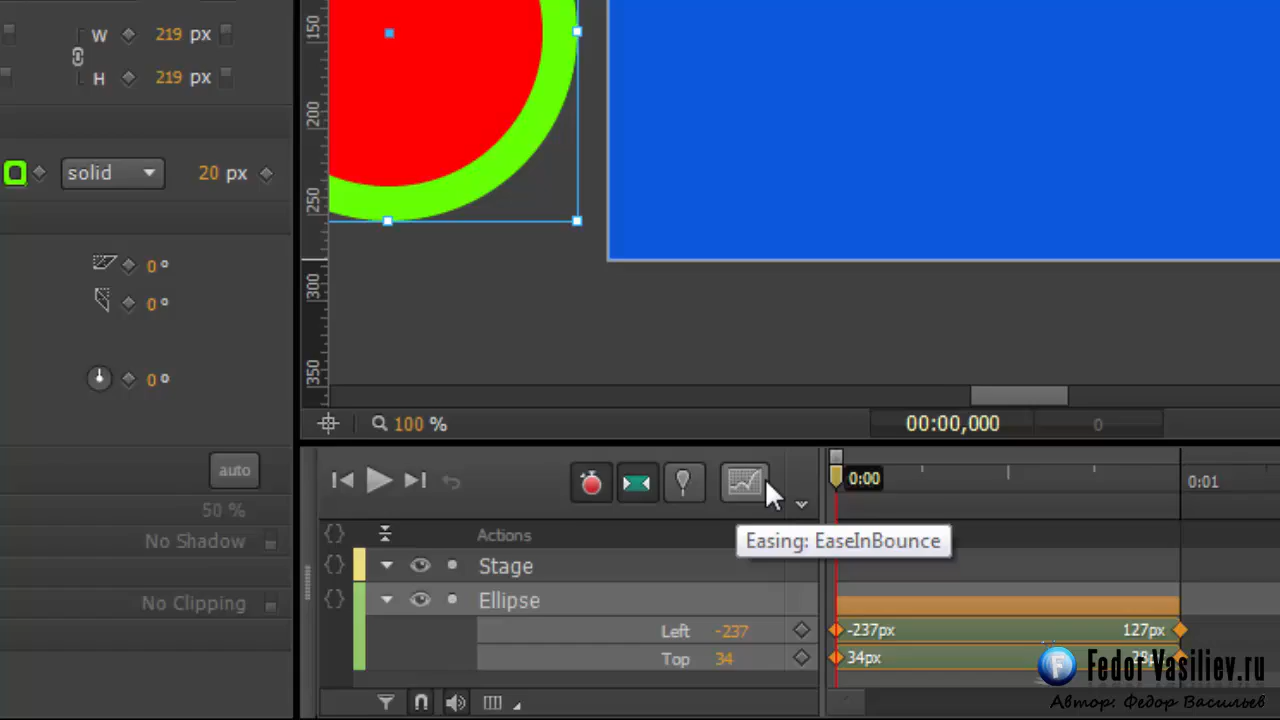 W 219 px
H 219 px
solid 20 px
0 °
0 °
0 °
auto
50 %
No Shadow
No Clipping
150
200
250
300
350
100 %
00:00,000
0
0:00
0:01
Easing: EaseInBounce
Actions
Stage
Ellipse
Left -237
-237px 127px
Top 34
34px
Fedor Vasiliev.ru
Автор: Федор Васильев